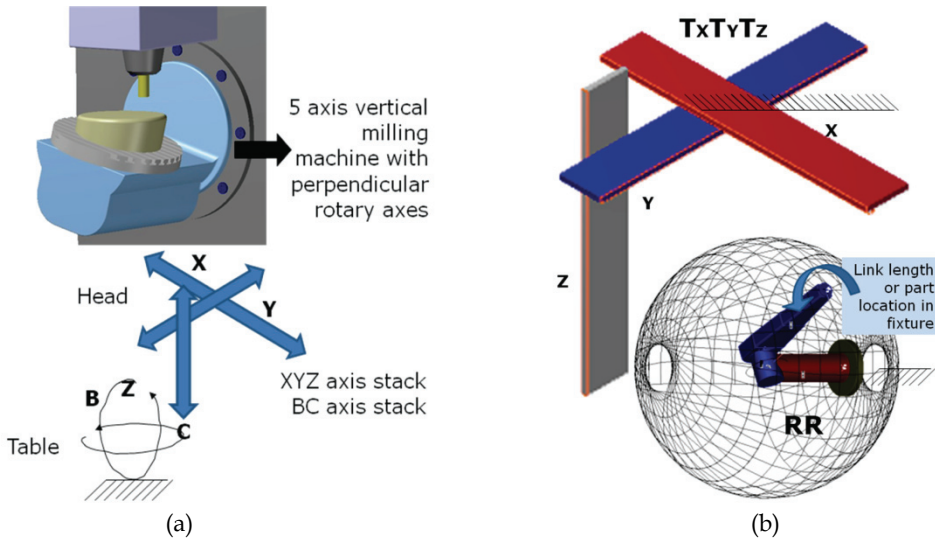 5 axis vertical
milling
machine with
perpendicular
rotary axes
Head
X
Y
XYZ axis stack
BC axis stack
B
Z
C
Table
(a)
TXTYTZ
X
Y
Z
Link length
or part
location in
fixture
RR
(b)